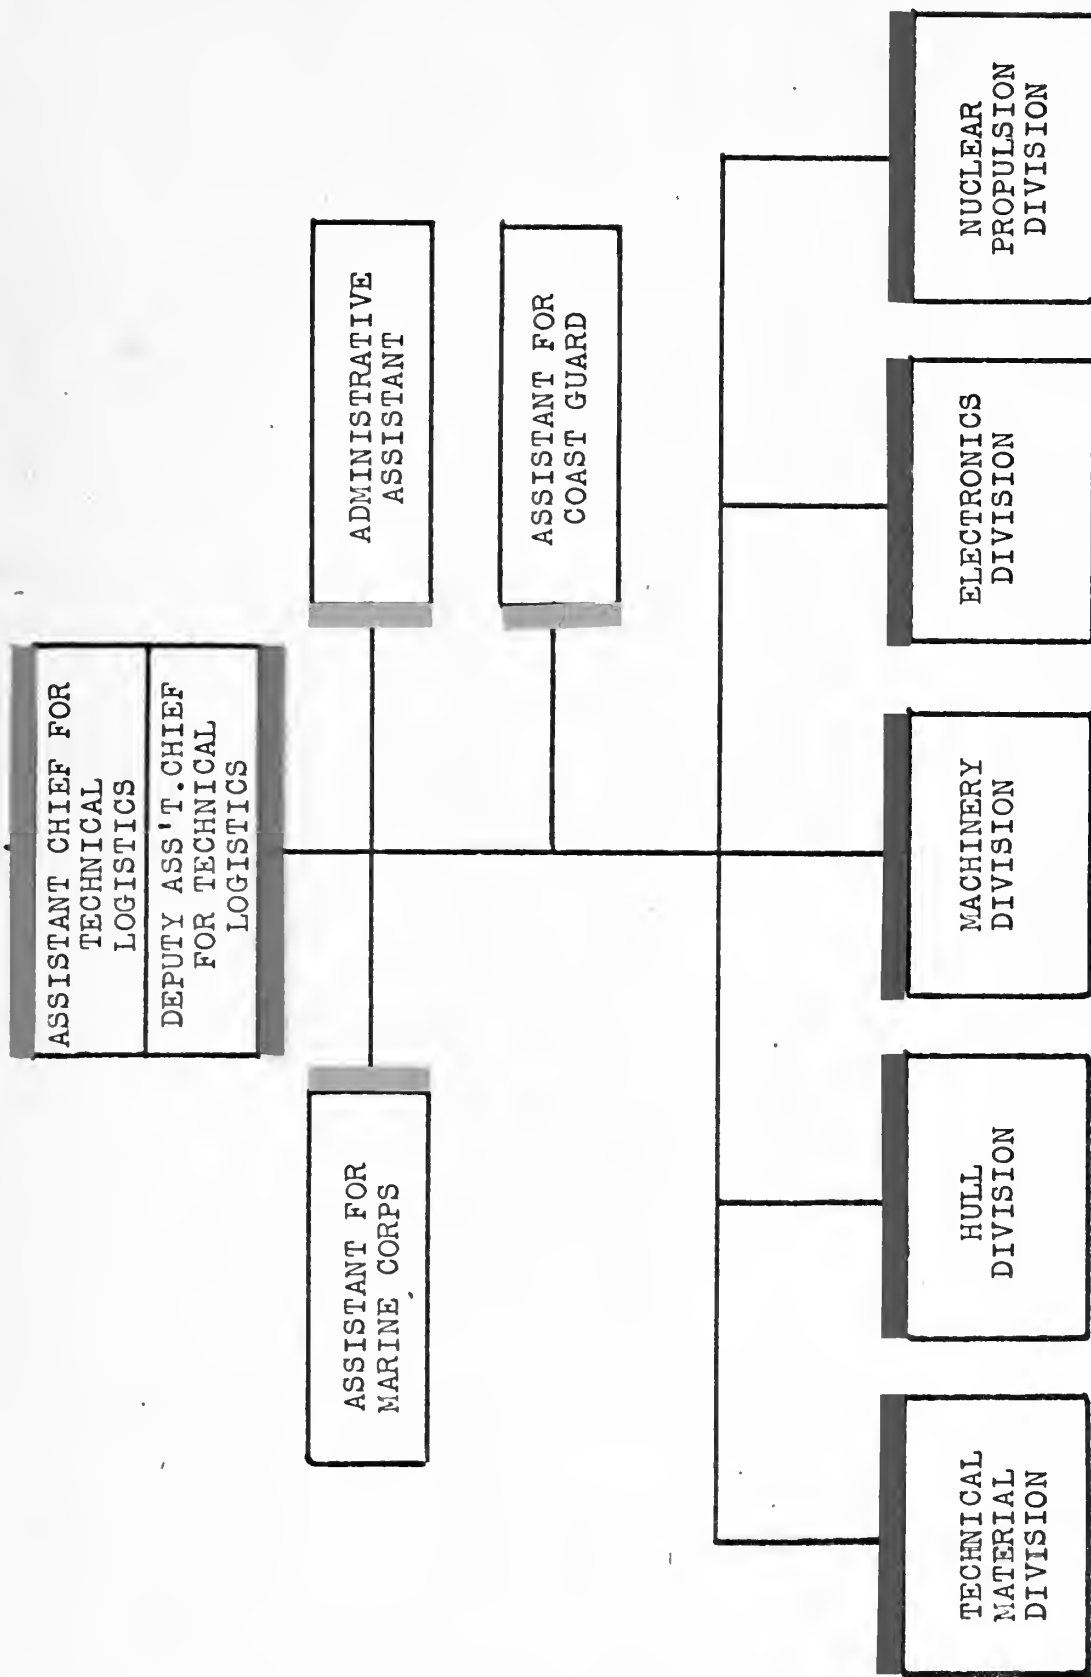 ASSISTANT CHIEF FOR
TECHNICAL
LOGISTICS
DEPUTY ASS'T.CHIEF
FOR TECHNICAL
LOGISTICS
ASSISTANT FOR
MARINE CORPS
ADMINISTRATIVE
ASSISTANT
ASSISTANT FOR
COAST GUARD
TECHNICAL
MATERIAL
DIVISION
HULL
DIVISION
MACHINERY
DIVISION
ELECTRONICS
DIVISION
NUCLEAR
PROPULSION
DIVISION